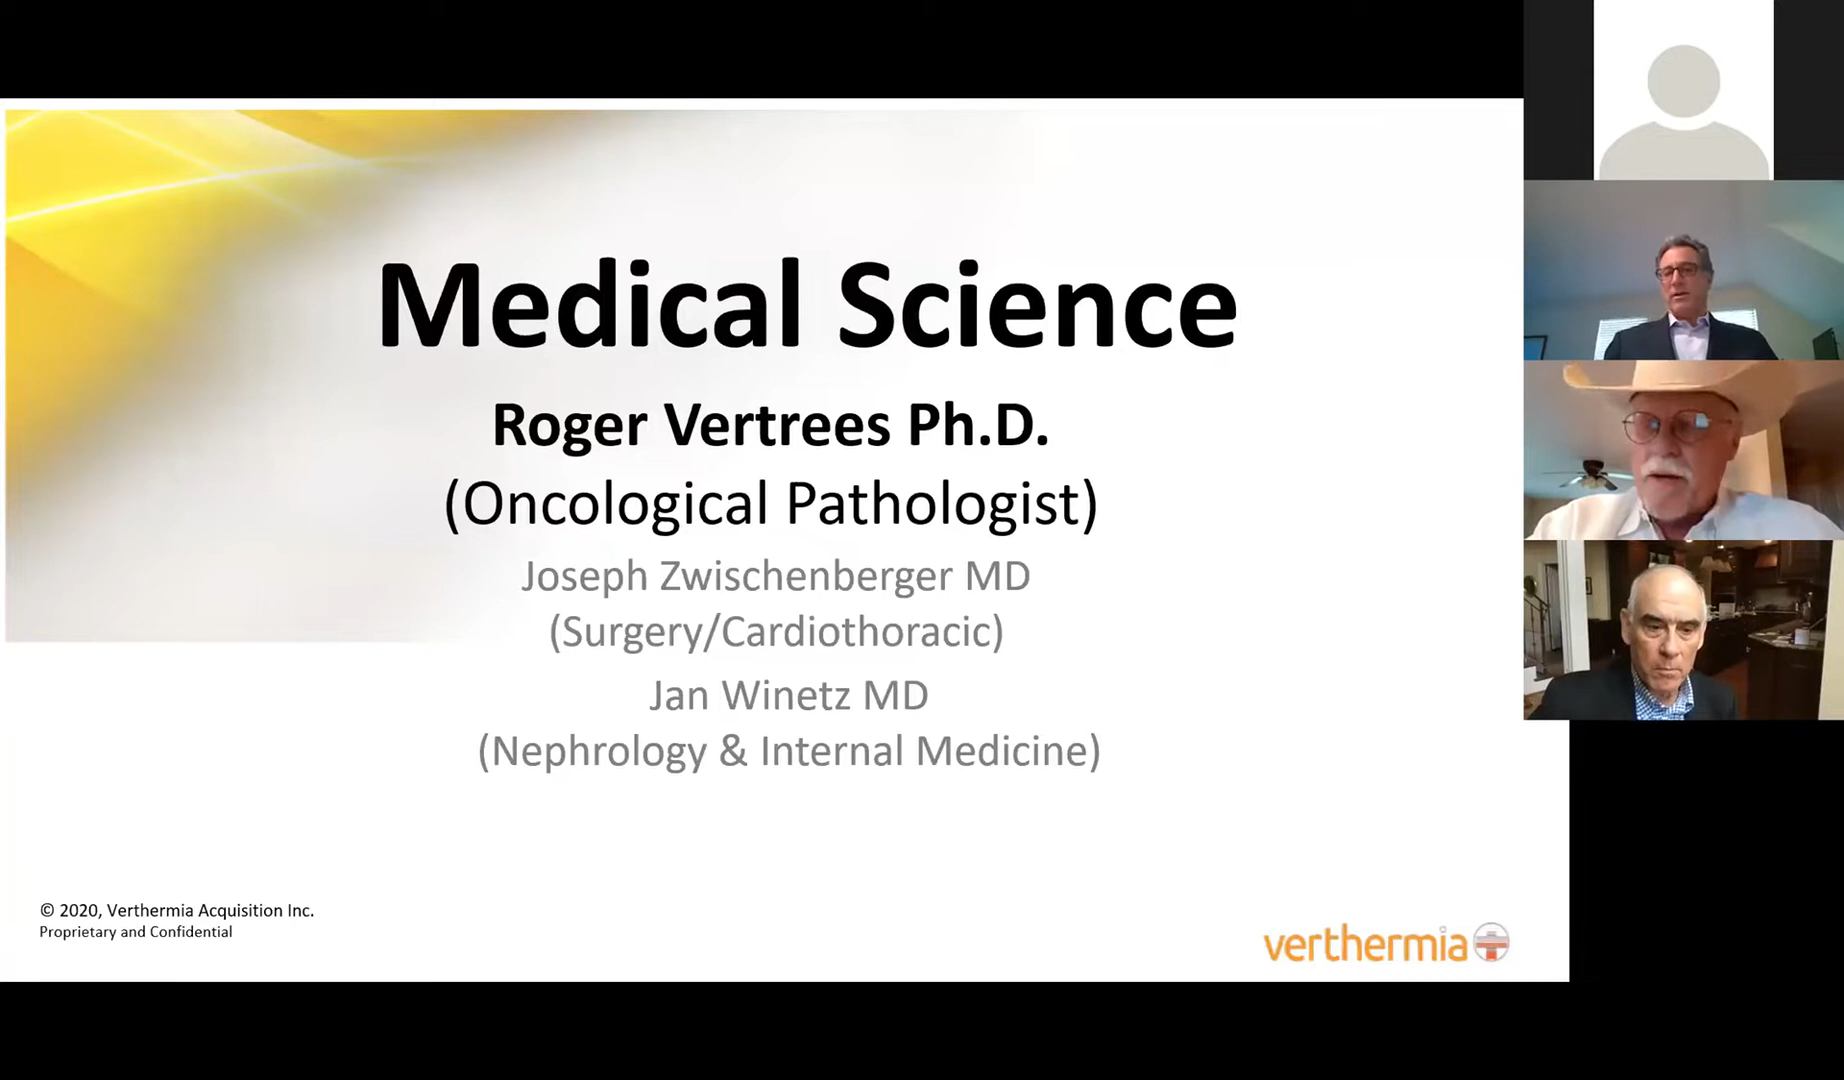 Medical Science
Roger Vertrees Ph.D.
(Oncological Pathologist)
Joseph Zwischenberger MD
(Surgery/Cardiothoracic)
Jan Winetz MD
(Nephrology & Internal Medicine)
© 2020, Verthermia Acquisition Inc.
Proprietary and Confidential
verthermia